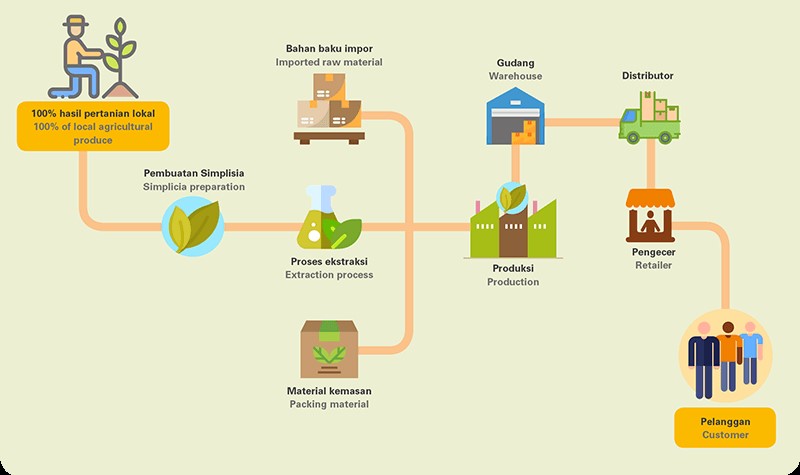 100% hasil pertanian lokal
100% of local agricultural
produce
Pembuatan Simplisia
Simplicia preparation
Bahan baku impor
Imported raw material
Proses ekstraksi
Extraction process
Material kemasan
Packing material
Produksi
Production
Gudang
Warehouse
Distributor
Pengecer
Retailer
Pelanggan
Customer